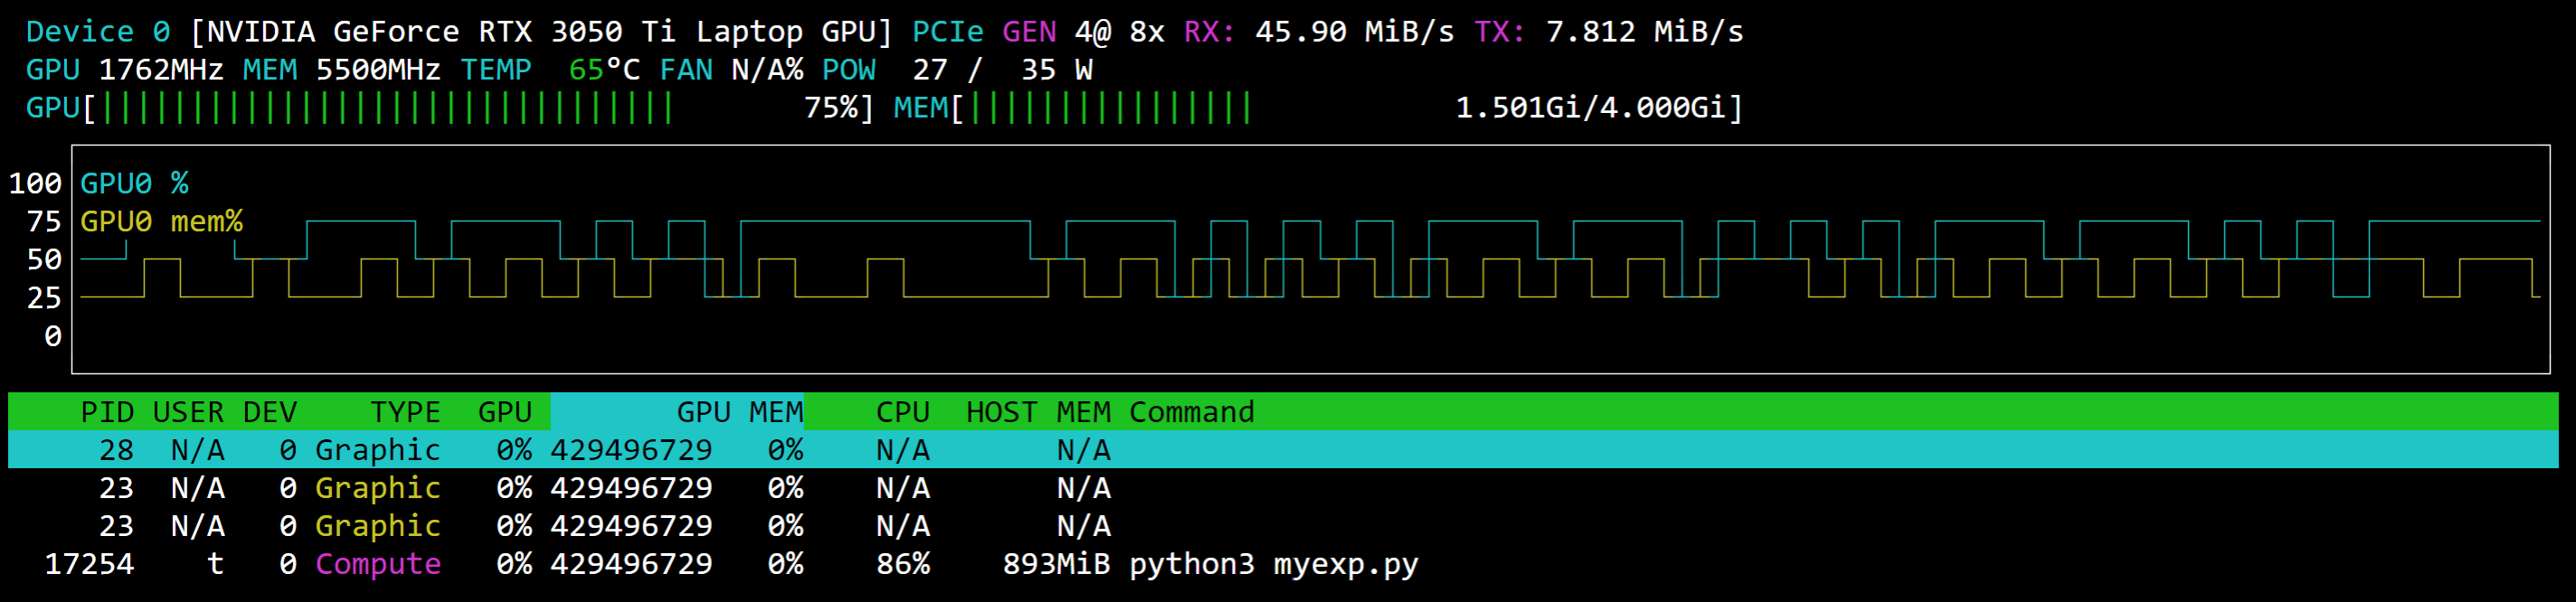 Device 0 [NVIDIA GeForce RTX 3050 Ti Laptop GPU] PCIe GEN 4@ 8x RX: 45.90 MiB/s TX: 7.812 MiB/s
GPU 1762MHz MEM 5500MHz TEMP 65°C FAN N/A% POW 27 / 35 W
GPU[|||||||||||||||||||||||||||||||| 75%] MEM[|||||||||||||||| 1.501Gi/4.000Gi]
100 GPU0 %
75 GPU0 mem%
50
25
0
PID USER DEV TYPE GPU GPU MEM CPU HOST MEM Command
28 N/A 0 Graphic 0% 429496729 0% N/A N/A
23 N/A 0 Graphic 0% 429496729 0% N/A N/A
23 N/A 0 Graphic 0% 429496729 0% N/A N/A
17254 t 0 Compute 0% 429496729 0% 86% 893MiB python3 myexp.py